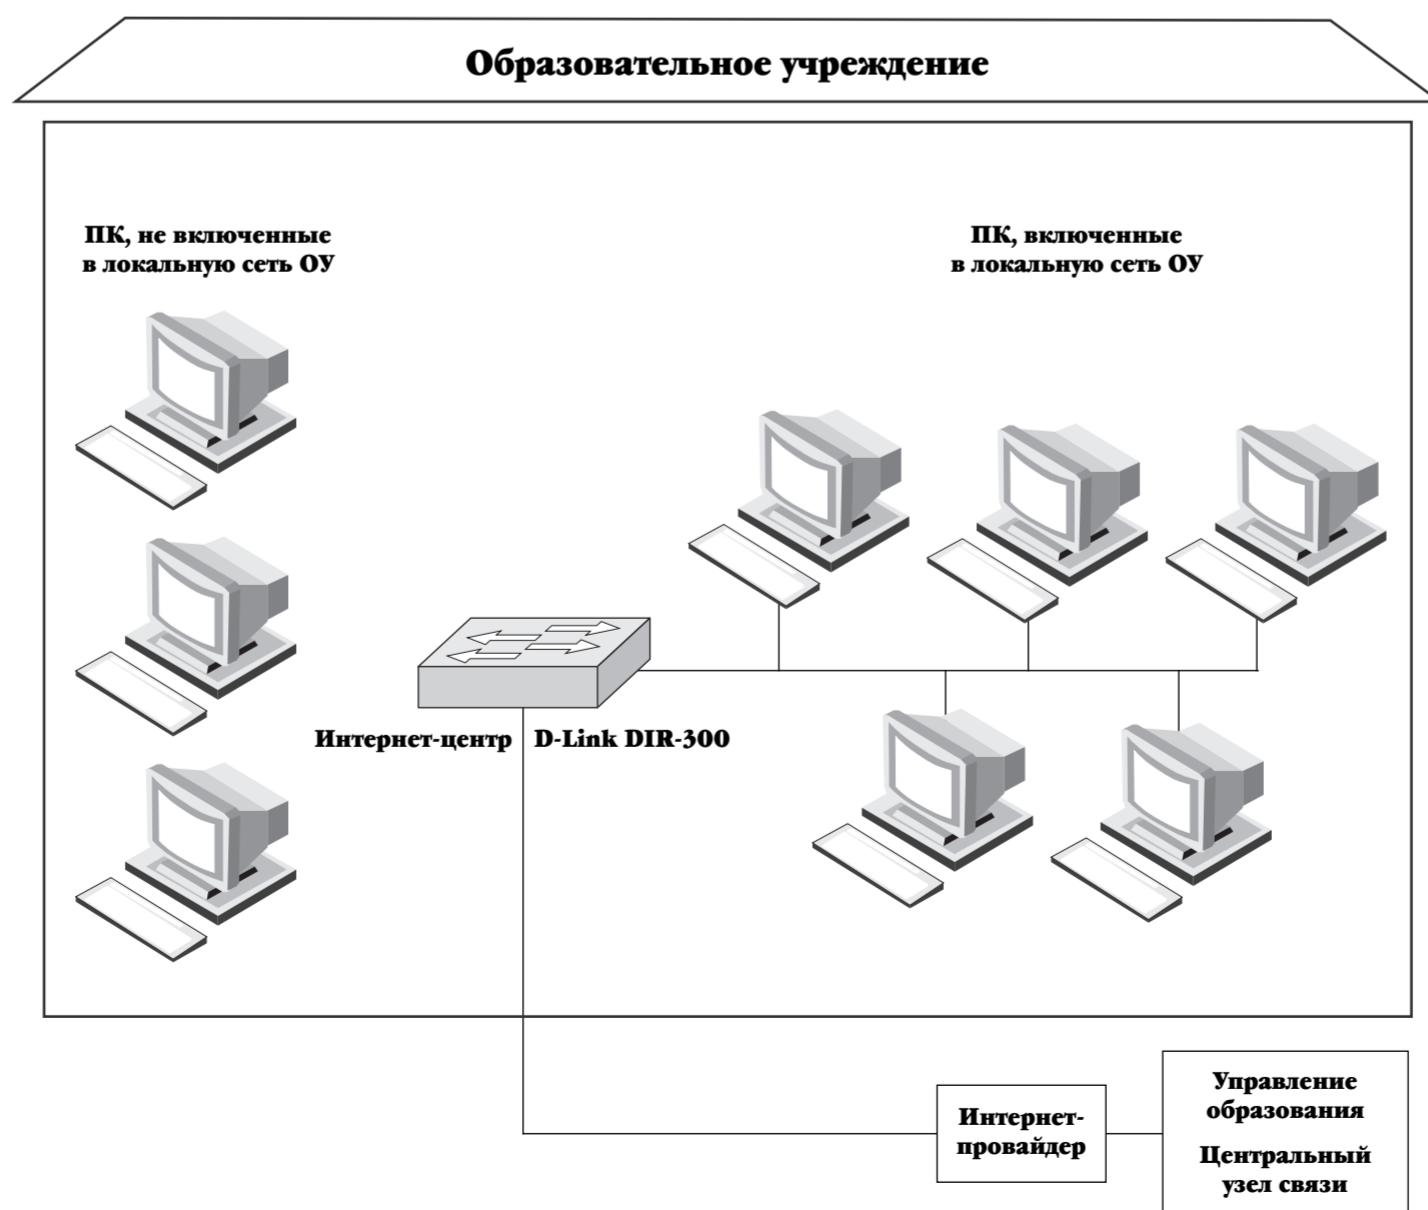 Образовательное учреждение
ПК, не включенные
в локальную сеть ОУ
ПК, включенные
в локальную сеть ОУ
Интернет-центр D-Link DIR-300
Интернет-
провайдер
Управление
образования
Центральный
узел связи